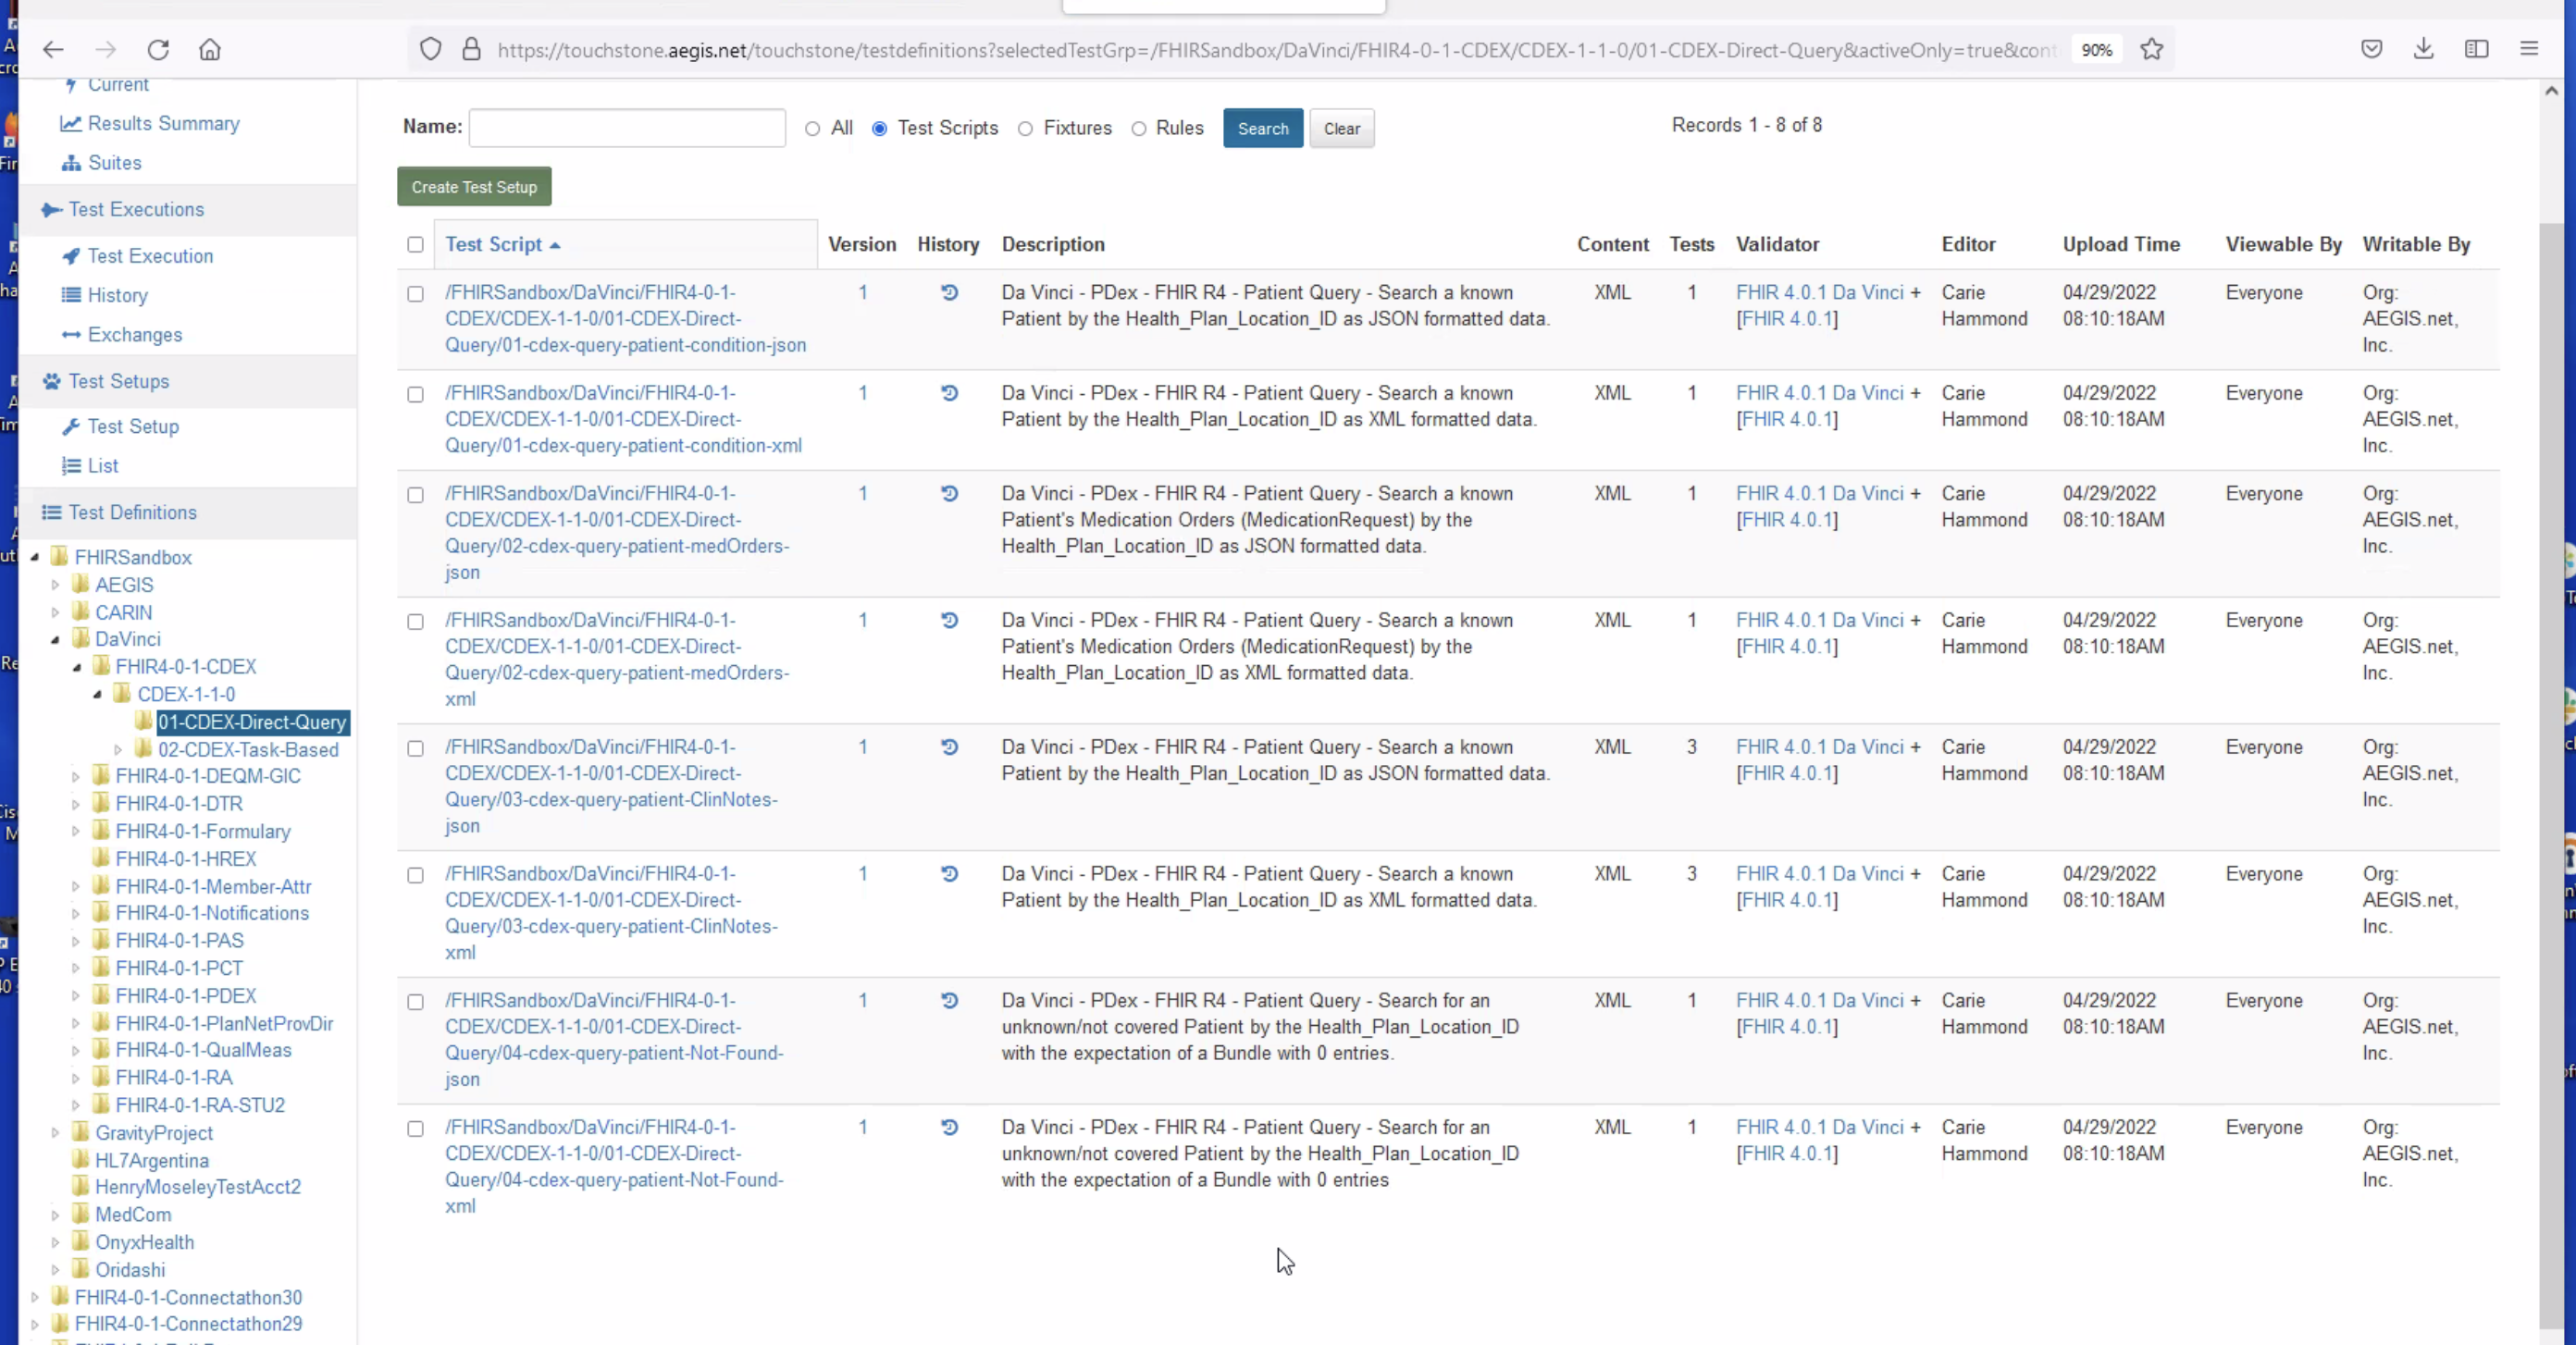 https://touchstone.aegis.net/touchstone/testdefinitions?selectedTestGrp=/FHIRSandbox/DaVinci/FHIR4-0-1-CDEX/CDEX-1-1-0/01-CDEX-Direct-Query&activeOnly=true&cont
90%
Current
Results Summary
Suites
Test Executions
Test Execution
History
Exchanges
Test Setups
Test Setup
List
Test Definitions
FHIRSandbox
AEGIS
CARIN
DaVinci
FHIR4-0-1-CDEX
CDEX-1-1-0
01-CDEX-Direct-Query
02-CDEX-Task-Based
FHIR4-0-1-DEQM-GIC
FHIR4-0-1-DTR
FHIR4-0-1-Formulary
FHIR4-0-1-HREX
FHIR4-0-1-Member-Attr
FHIR4-0-1-Notifications
FHIR4-0-1-PAS
FHIR4-0-1-PCT
FHIR4-0-1-PDEX
FHIR4-0-1-PlanNetProvDir
FHIR4-0-1-QualMeas
FHIR4-0-1-RA
FHIR4-0-1-RA-STU2
GravityProject
HL7Argentina
HenryMoseleyTestAcct2
MedCom
OnyxHealth
Oridashi
FHIR4-0-1-Connectathon30
FHIR4-0-1-Connectathon29
Name: All Test Scripts Fixtures Rules Search Clear Records 1 - 8 of 8
Create Test Setup
Test Script Version History Description Content Tests Validator Editor Upload Time Viewable By Writable By
/FHIRSandbox/DaVinci/FHIR4-0-1- 1 Da Vinci - PDex - FHIR R4 - Patient Query - Search a known XML 1 FHIR 4.0.1 Da Vinci + Carie 04/29/2022 Everyone Org:
CDEX/CDEX-1-1-0/01-CDEX-Direct- Patient by the Health_Plan_Location_ID as JSON formatted data. [FHIR 4.0.1] Hammond 08:10:18AM AEGIS.net,
Query/01-cdex-query-patient-condition-json Inc.
/FHIRSandbox/DaVinci/FHIR4-0-1- 1 Da Vinci - PDex - FHIR R4 - Patient Query - Search a known XML 1 FHIR 4.0.1 Da Vinci + Carie 04/29/2022 Everyone Org:
CDEX/CDEX-1-1-0/01-CDEX-Direct- Patient by the Health_Plan_Location_ID as XML formatted data. [FHIR 4.0.1] Hammond 08:10:18AM AEGIS.net,
Query/01-cdex-query-patient-condition-xml Inc.
/FHIRSandbox/DaVinci/FHIR4-0-1- 1 Da Vinci - PDex - FHIR R4 - Patient Query - Search a known XML 1 FHIR 4.0.1 Da Vinci + Carie 04/29/2022 Everyone Org:
CDEX/CDEX-1-1-0/01-CDEX-Direct- Patient's Medication Orders (MedicationRequest) by the [FHIR 4.0.1] Hammond 08:10:18AM AEGIS.net,
Query/02-cdex-query-patient-medOrders- Health_Plan_Location_ID as JSON formatted data. Inc.
json
/FHIRSandbox/DaVinci/FHIR4-0-1- 1 Da Vinci - PDex - FHIR R4 - Patient Query - Search a known XML 1 FHIR 4.0.1 Da Vinci + Carie 04/29/2022 Everyone Org:
CDEX/CDEX-1-1-0/01-CDEX-Direct- Patient's Medication Orders (MedicationRequest) by the [FHIR 4.0.1] Hammond 08:10:18AM AEGIS.net,
Query/02-cdex-query-patient-medOrders- Health_Plan_Location_ID as XML formatted data. Inc.
xml
/FHIRSandbox/DaVinci/FHIR4-0-1- 1 Da Vinci - PDex - FHIR R4 - Patient Query - Search a known XML 3 FHIR 4.0.1 Da Vinci + Carie 04/29/2022 Everyone Org:
CDEX/CDEX-1-1-0/01-CDEX-Direct- Patient by the Health_Plan_Location_ID as JSON formatted data. [FHIR 4.0.1] Hammond 08:10:18AM AEGIS.net,
Query/03-cdex-query-patient-ClinNotes- Inc.
json
/FHIRSandbox/DaVinci/FHIR4-0-1- 1 Da Vinci - PDex - FHIR R4 - Patient Query - Search a known XML 3 FHIR 4.0.1 Da Vinci + Carie 04/29/2022 Everyone Org:
CDEX/CDEX-1-1-0/01-CDEX-Direct- Patient by the Health_Plan_Location_ID as XML formatted data. [FHIR 4.0.1] Hammond 08:10:18AM AEGIS.net,
Query/03-cdex-query-patient-ClinNotes- Inc.
xml
/FHIRSandbox/DaVinci/FHIR4-0-1- 1 Da Vinci - PDex - FHIR R4 - Patient Query - Search for an XML 1 FHIR 4.0.1 Da Vinci + Carie 04/29/2022 Everyone Org:
CDEX/CDEX-1-1-0/01-CDEX-Direct- unknown/not covered Patient by the Health_Plan_Location_ID [FHIR 4.0.1] Hammond 08:10:18AM AEGIS.net,
Query/04-cdex-query-patient-Not-Found- with the expectation of a Bundle with 0 entries. Inc.
json
/FHIRSandbox/DaVinci/FHIR4-0-1- 1 Da Vinci - PDex - FHIR R4 - Patient Query - Search for an XML 1 FHIR 4.0.1 Da Vinci + Carie 04/29/2022 Everyone Org:
CDEX/CDEX-1-1-0/01-CDEX-Direct- unknown/not covered Patient by the Health_Plan_Location_ID [FHIR 4.0.1] Hammond 08:10:18AM AEGIS.net,
Query/04-cdex-query-patient-Not-Found- with the expectation of a Bundle with 0 entries Inc.
xml